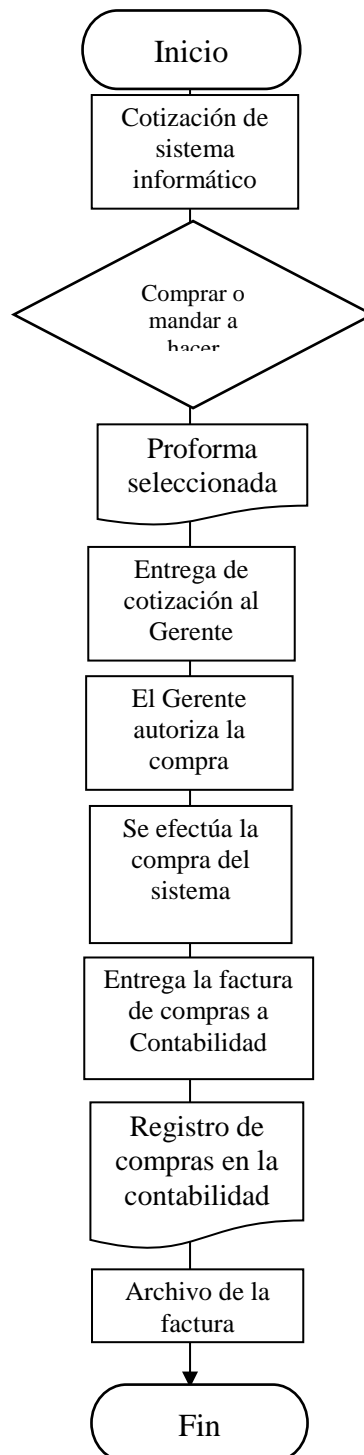 Inicio
Cotización de
sistema
informático
Comprar o
mandar a
hacer
Proforma
seleccionada
Entrega de
cotización al
Gerente
El Gerente
autoriza la
compra
Se efectúa la
compra del
sistema
Entrega la factura
de compras a
Contabilidad
Registro de
compras en la
contabilidad
Archivo de la
factura
Fin